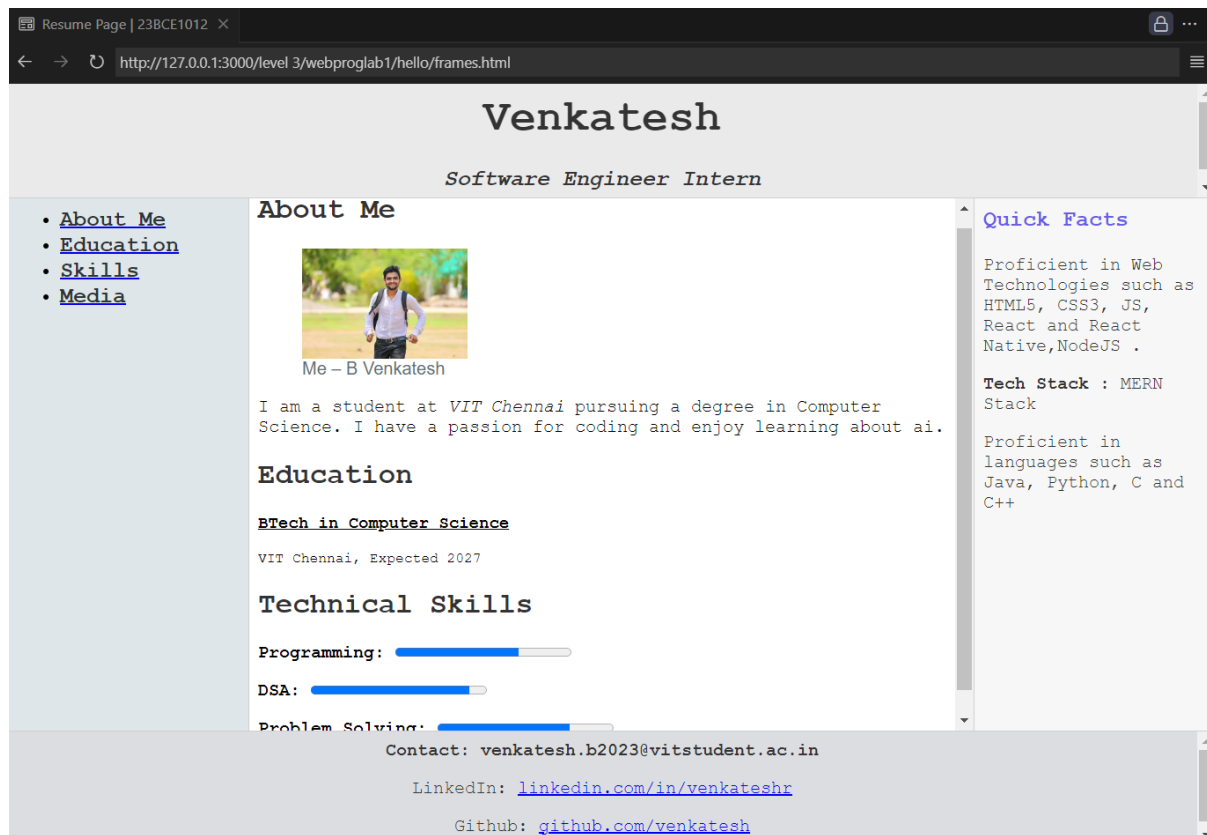 Resume Page | 23BCE1012
http://127.0.0.1:3000/level 3/webproglab1/hello/frames.html
Venkatesh
Software Engineer Intern
About Me
Education
Skills
Media
About Me
Me – B Venkatesh
I am a student at VIT Chennai pursuing a degree in Computer
Science. I have a passion for coding and enjoy learning about ai.
Education
BTech in Computer Science
VIT Chennai, Expected 2027
Technical Skills
Programming:
DSA:
Problem Solving:
Quick Facts
Proficient in Web
Technologies such as
HTML5, CSS3, JS,
React and React
Native,NodeJS .
Tech Stack : MERN
Stack
Proficient in
languages such as
Java, Python, C and
C++
Contact: venkatesh.b2023@vitstudent.ac.in
LinkedIn: linkedin.com/in/venkateshr
Github: github.com/venkatesh